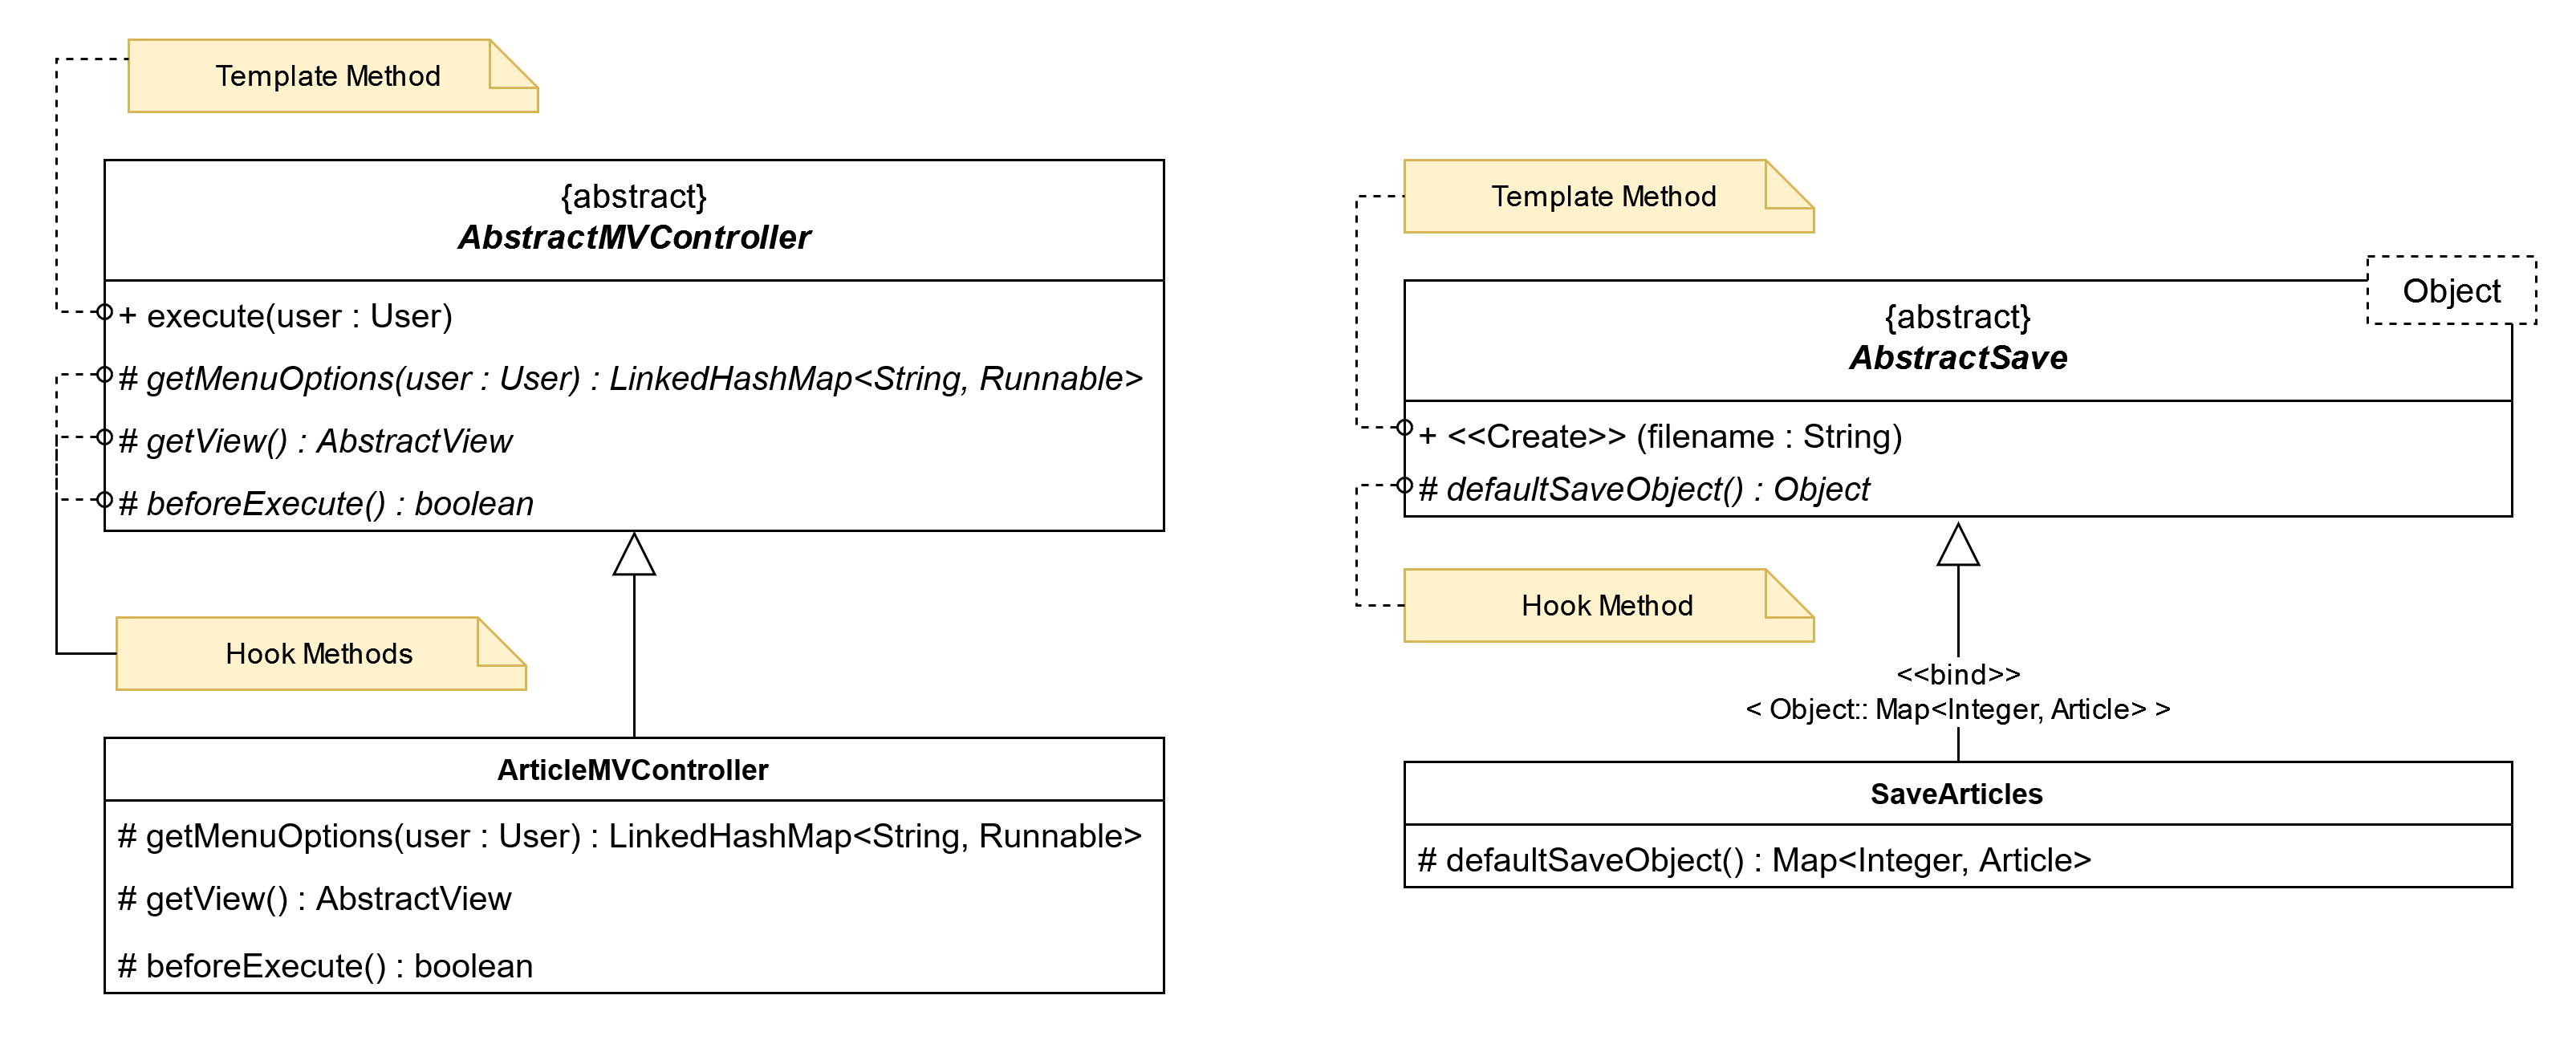 Template Method
{abstract}
AbstractMVController
+ execute(user : User)
# getMenuOptions(user : User) : LinkedHashMap<String, Runnable>
# getView() : AbstractView
# beforeExecute() : boolean
Hook Methods
ArticleMVController
# getMenuOptions(user : User) : LinkedHashMap<String, Runnable>
# getView() : AbstractView
# beforeExecute() : boolean
Template Method
Object
{abstract}
AbstractSave
+ <<Create>> (filename : String)
# defaultSaveObject() : Object
Hook Method
<<bind>>
< Object:: Map<Integer, Article> >
SaveArticles
# defaultSaveObject() : Map<Integer, Article>